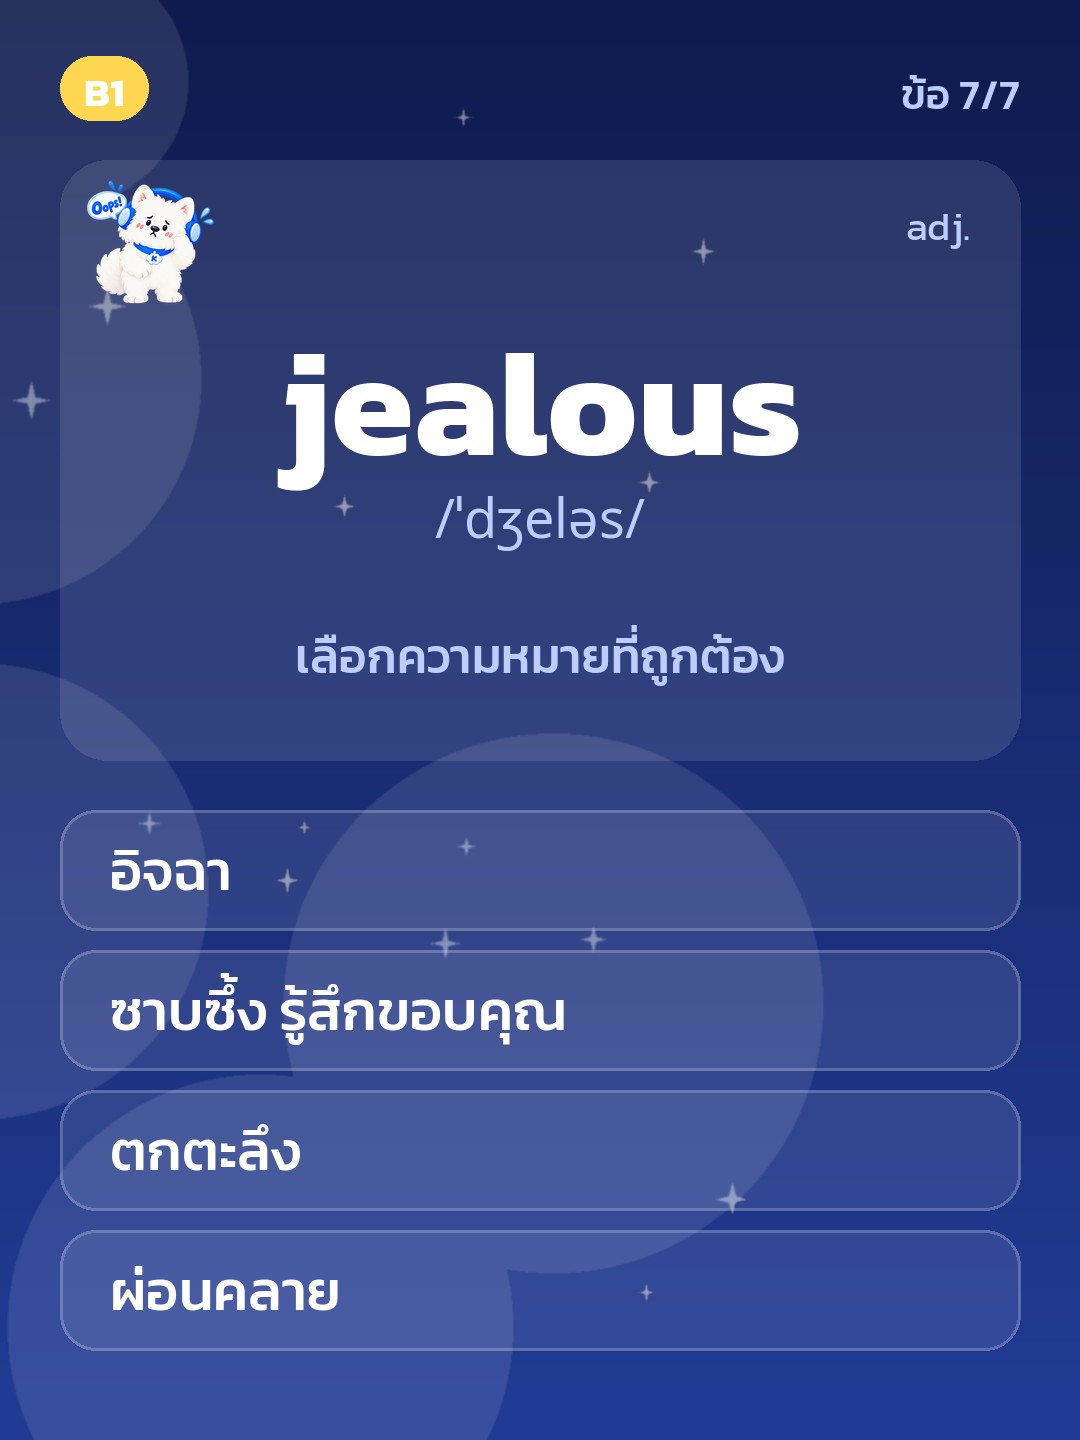 B1
ข้อ 7/7
Oops!
K
adj.
jealous
/ˈdʒeləs/
เลือกความหมายที่ถูกต้อง
อิจฉา
ซาบซึ้ง รู้สึกขอบคุณ
ตกตะลึง
ผ่อนคลาย